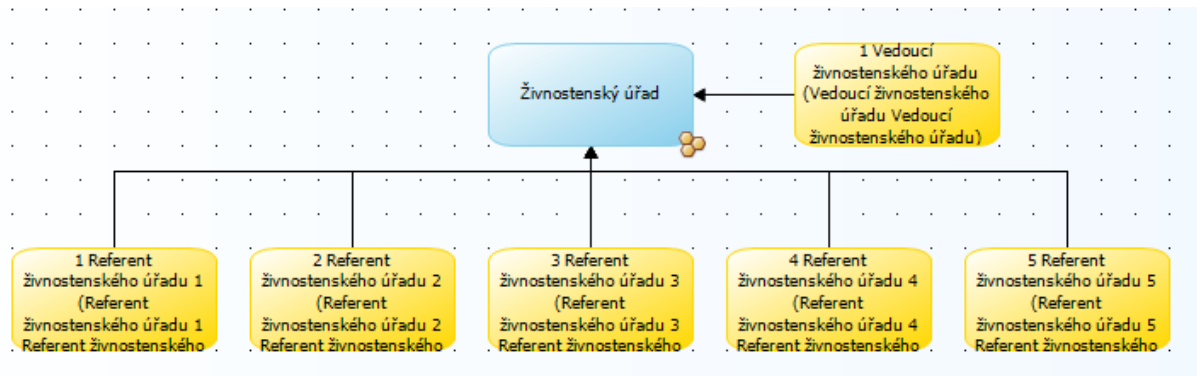 Živnostenský úřad
1 Vedoucí
živnostenského úřadu
(Vedoucí živnostenského
úřadu Vedoucí
živnostenského úřadu)
1 Referent
živnostenského úřadu 1
(Referent
živnostenského úřadu 1
Referent živnostenského
2 Referent
živnostenského úřadu 2
(Referent
živnostenského úřadu 2
Referent živnostenského
3 Referent
živnostenského úřadu 3
(Referent
živnostenského úřadu 3
Referent živnostenského
4 Referent
živnostenského úřadu 4
(Referent
živnostenského úřadu 4
Referent živnostenského
5 Referent
živnostenského úřadu 5
(Referent
živnostenského úřadu 5
Referent živnostenského